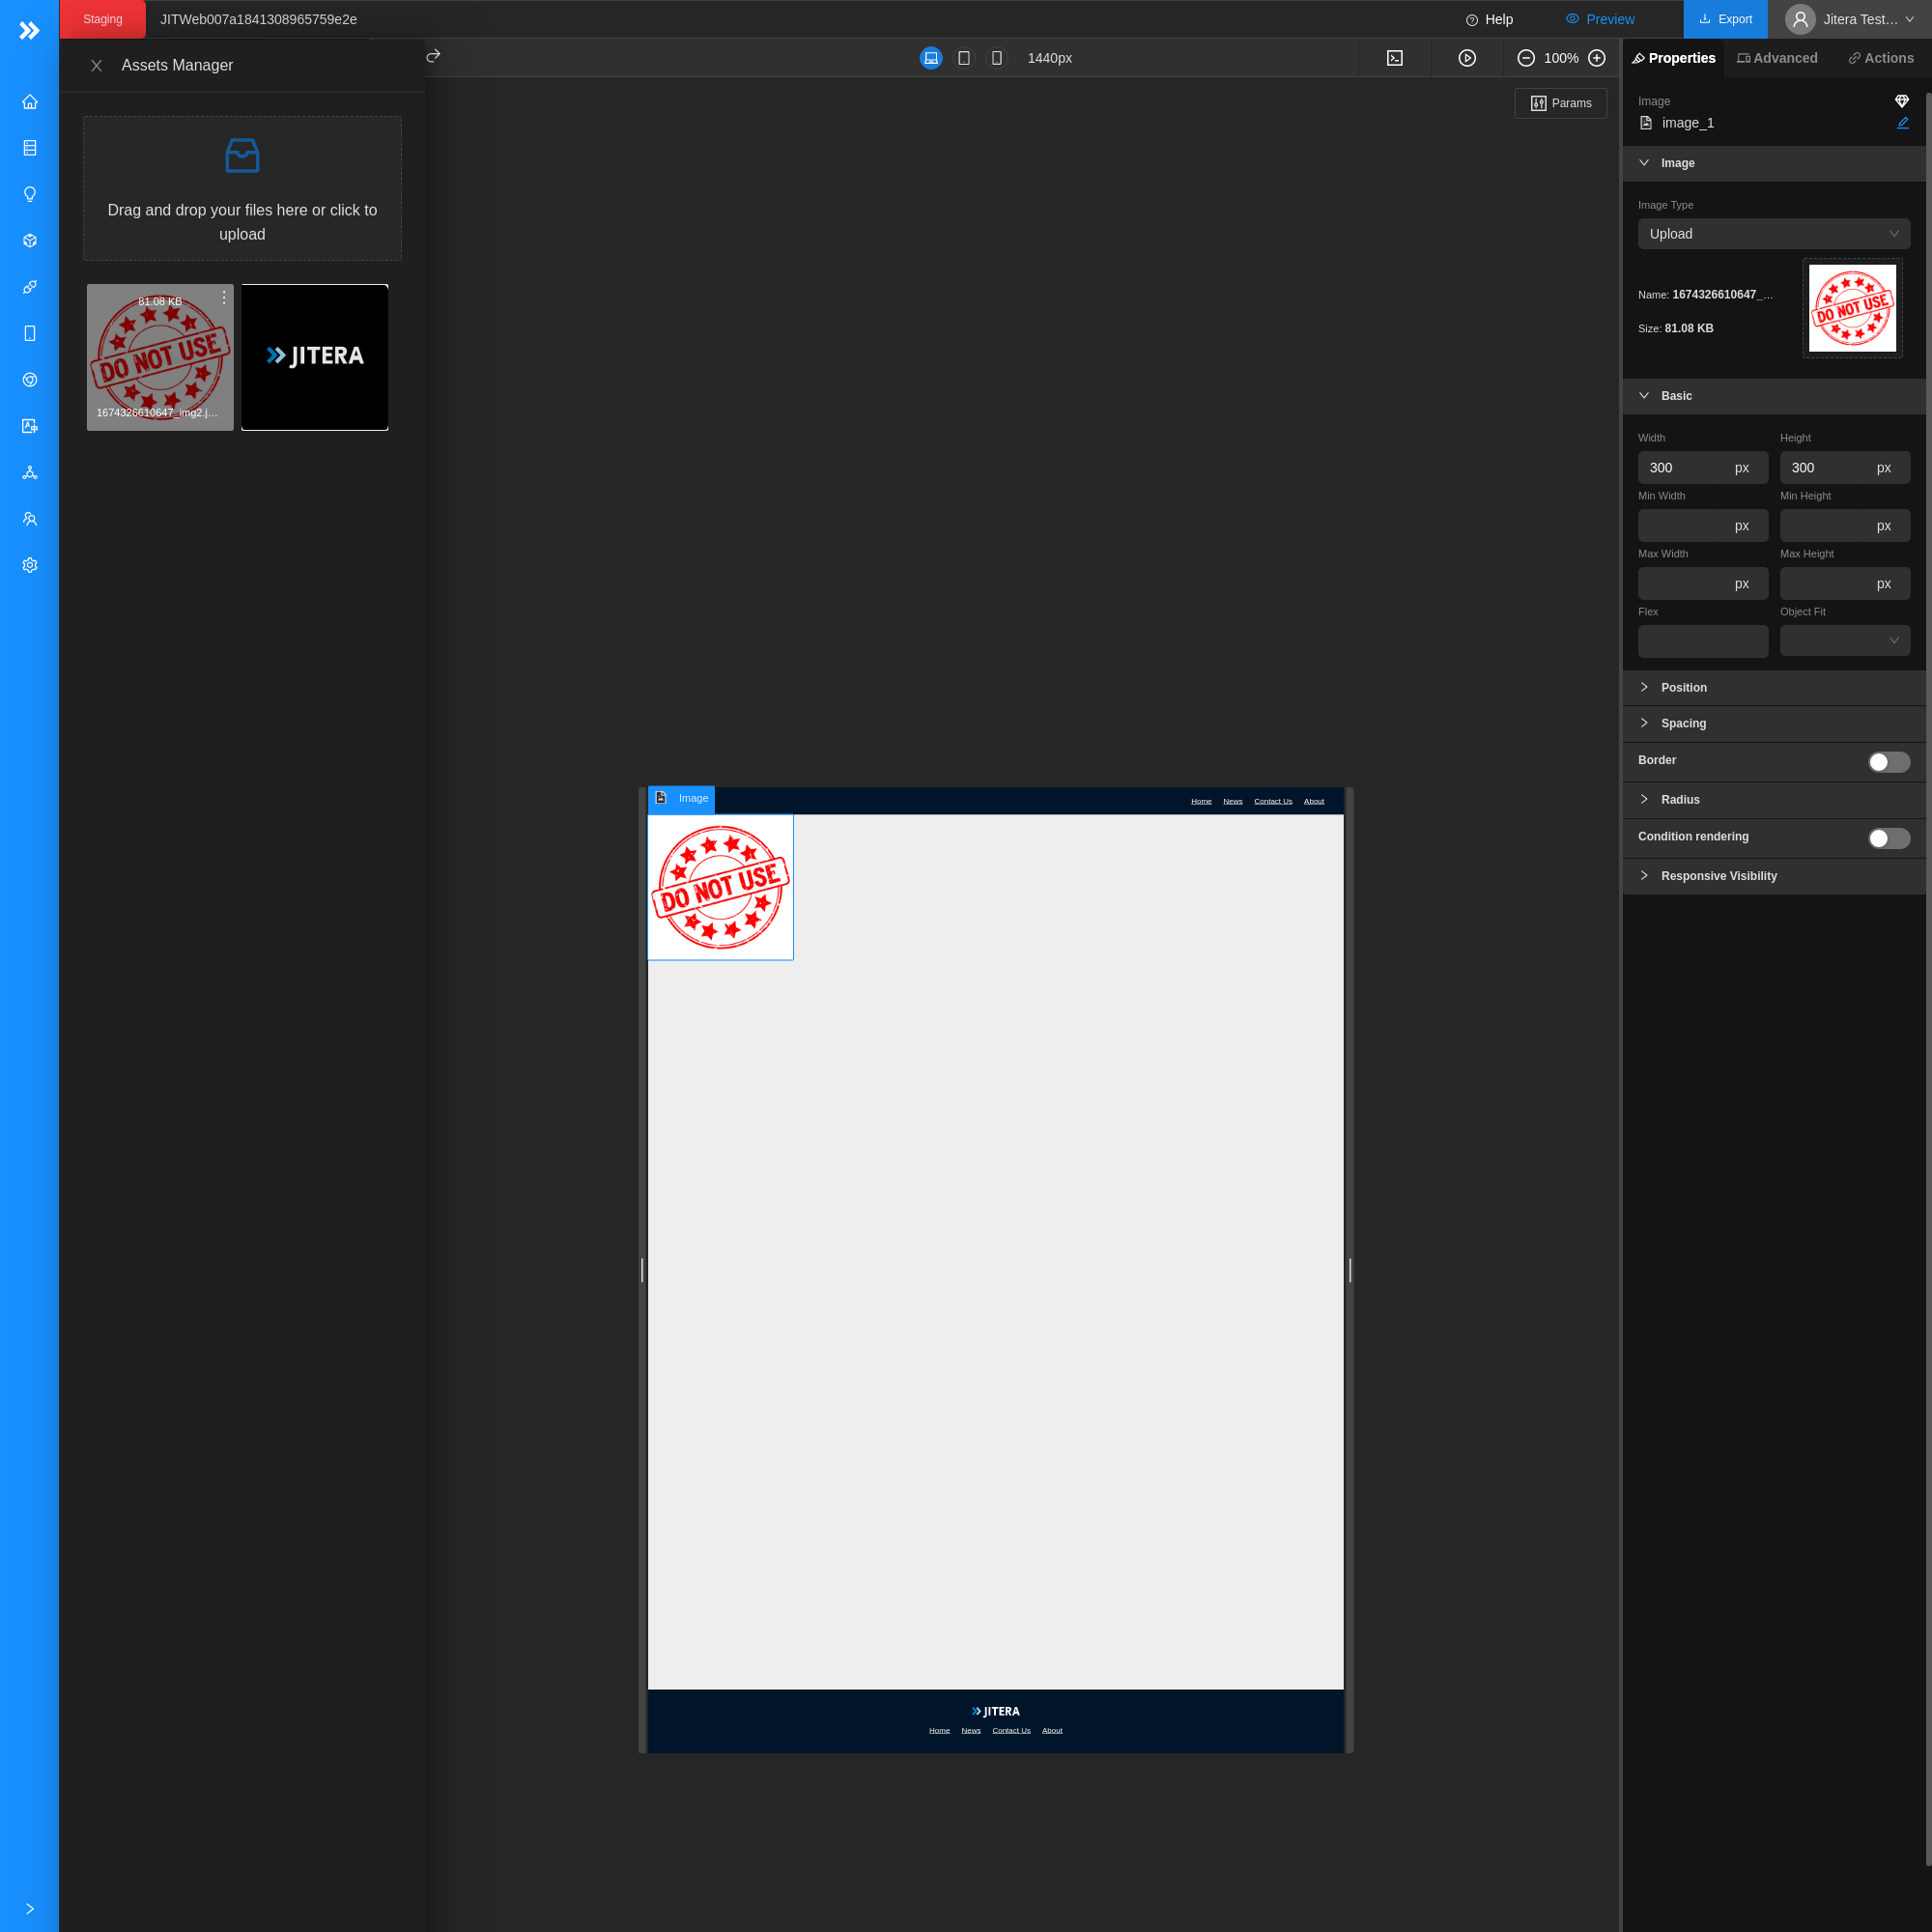 Staging
JITWeb007a1841308965759e2e
Help
Preview
Export
Jitera Test…
Assets Manager
1440px
100%
Properties
Advanced
Actions
Params
Drag and drop your files here or click to
upload
81.08 KB
DO NOT USE
1674326610647_img2.j…
JITERA
Image
image_1
Image
Image Type
Upload
Name: 1674326610647_…
Size: 81.08 KB
DO NOT USE
Basic
Width
Height
300
px
300
px
Min Width
Min Height
px
px
Max Width
Max Height
px
px
Flex
Object Fit
Position
Spacing
Border
Radius
Condition rendering
Responsive Visibility
Image
Home
News
Contact Us
About
DO NOT USE
JITERA
Home
News
Contact Us
About